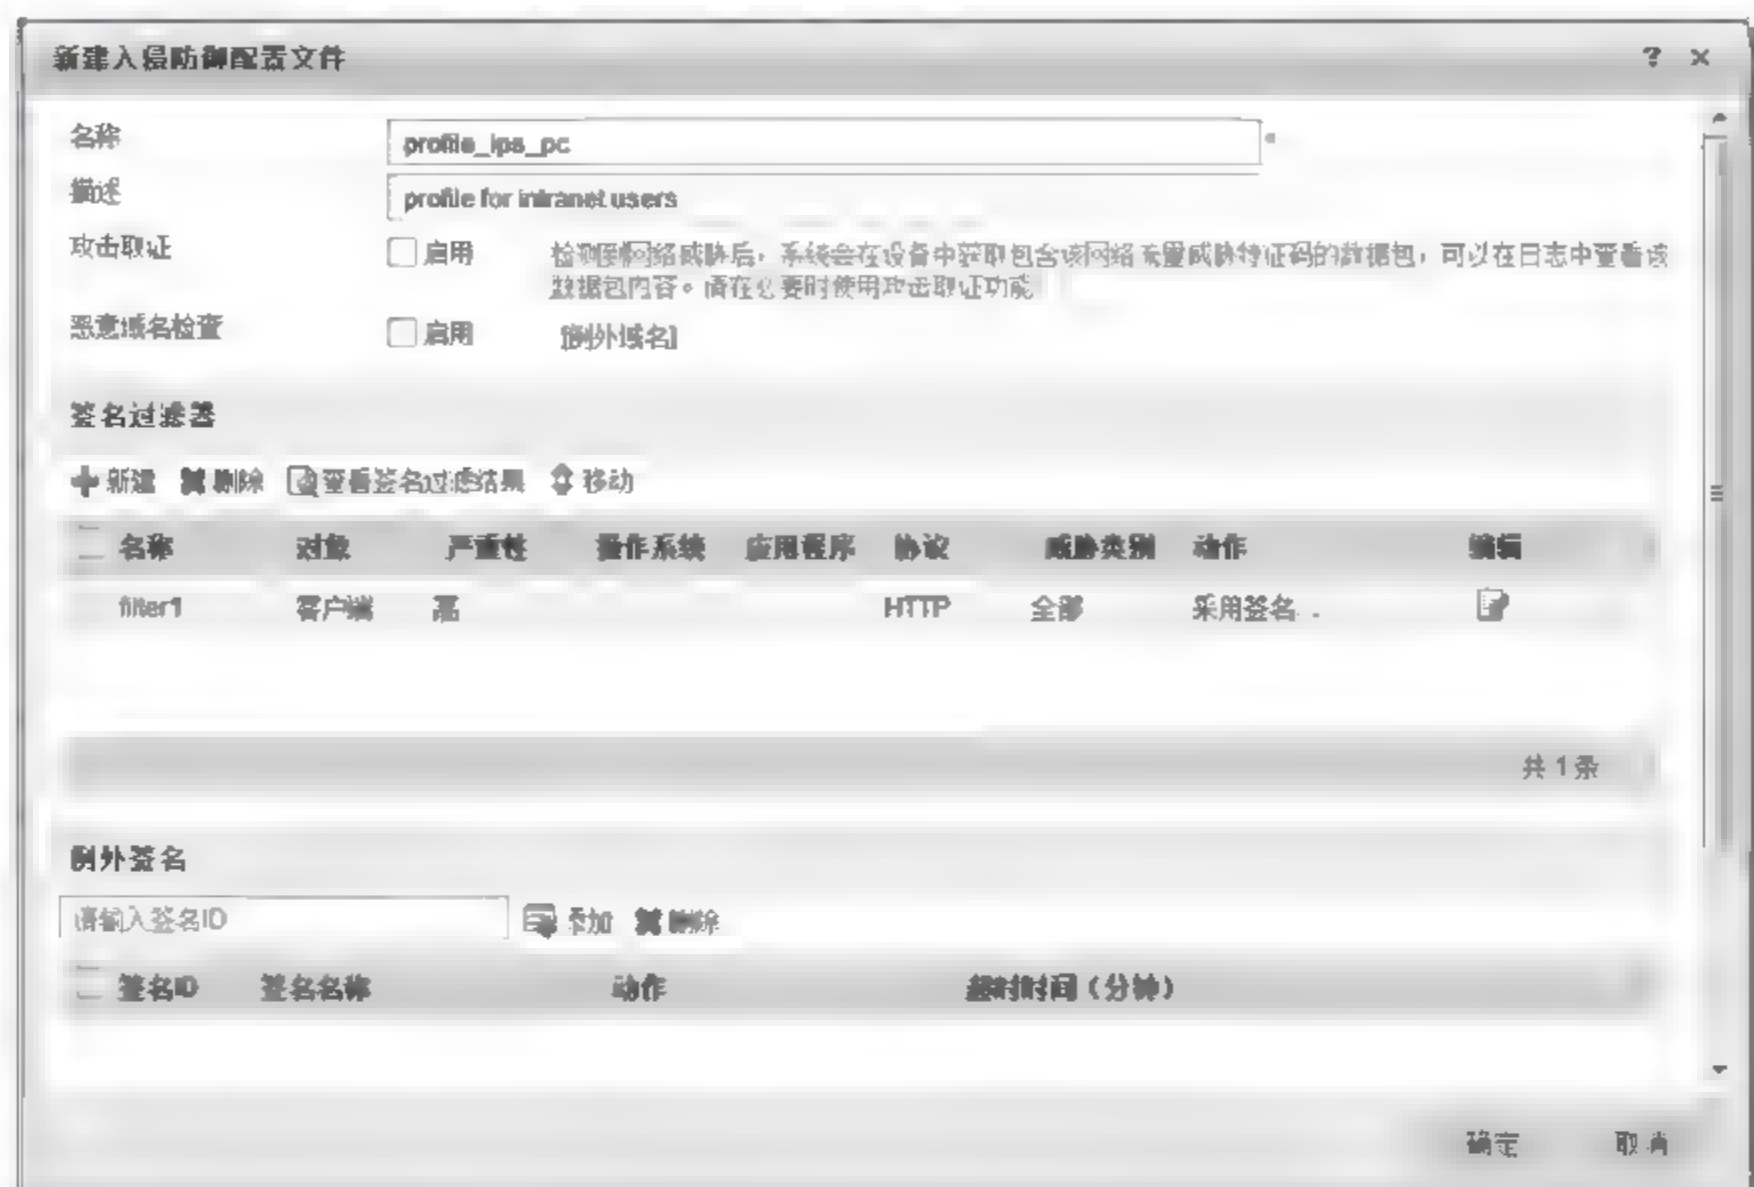 新建入侵防御配置文件 ? ×
名称 profile_ips_pc *
描述 profile for intranet users
攻击取证 启用 检测到网络威胁后，系统会在设备中获取包含该网络流量威胁特征码的数据包，可以在日志中查看该
数据包内容。请在必要时使用攻击取证功能
恶意域名检查 启用 [例外域名]
签名过滤器
新建 删除 查看签名过滤结果 移动
名称 对象 严重性 操作系统 应用程序 协议 威胁类别 动作 编辑
filter1 客户端 高 HTTP 全部 采用签名...
共 1 条
例外签名
请输入签名ID 添加 删除
签名ID 签名名称 动作 超时时间（分钟）
确定 取消